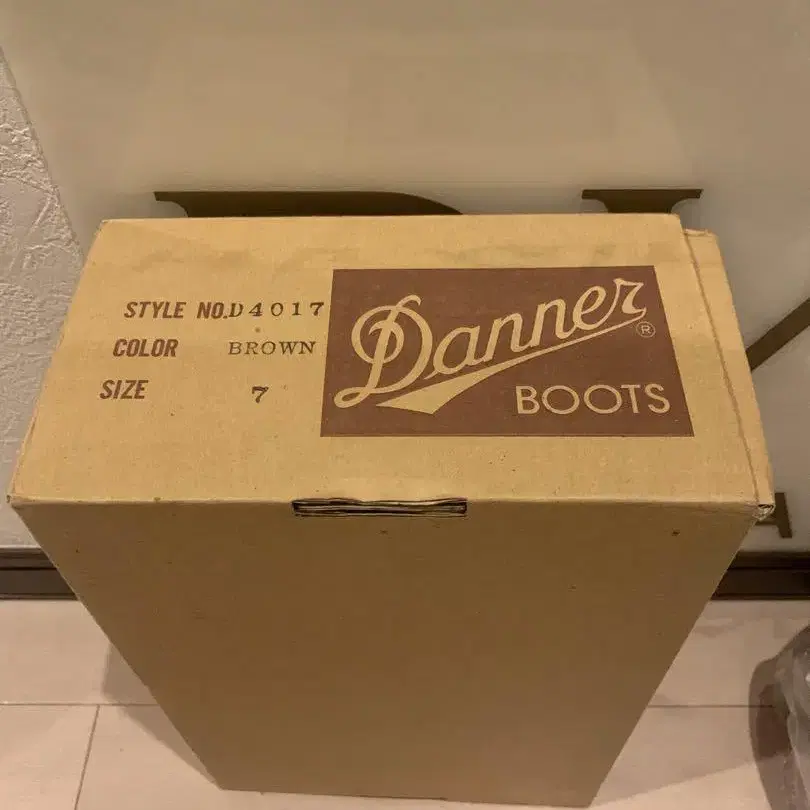 STYLE NO. D4017
COLOR BROWN
SIZE 7
Danner®
BOOTS